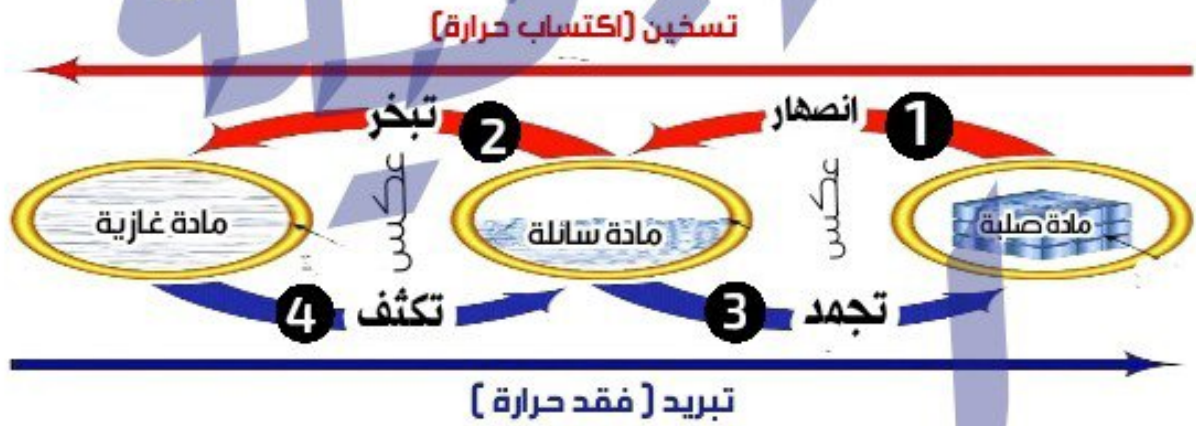 تسخين (اكتساب حرارة)
1 انصهار 2 تبخر
عكس عكس
مادة صلبة مادة سائلة مادة غازية
تجمد 3 تكثف 4
تبريد ( فقد حرارة )